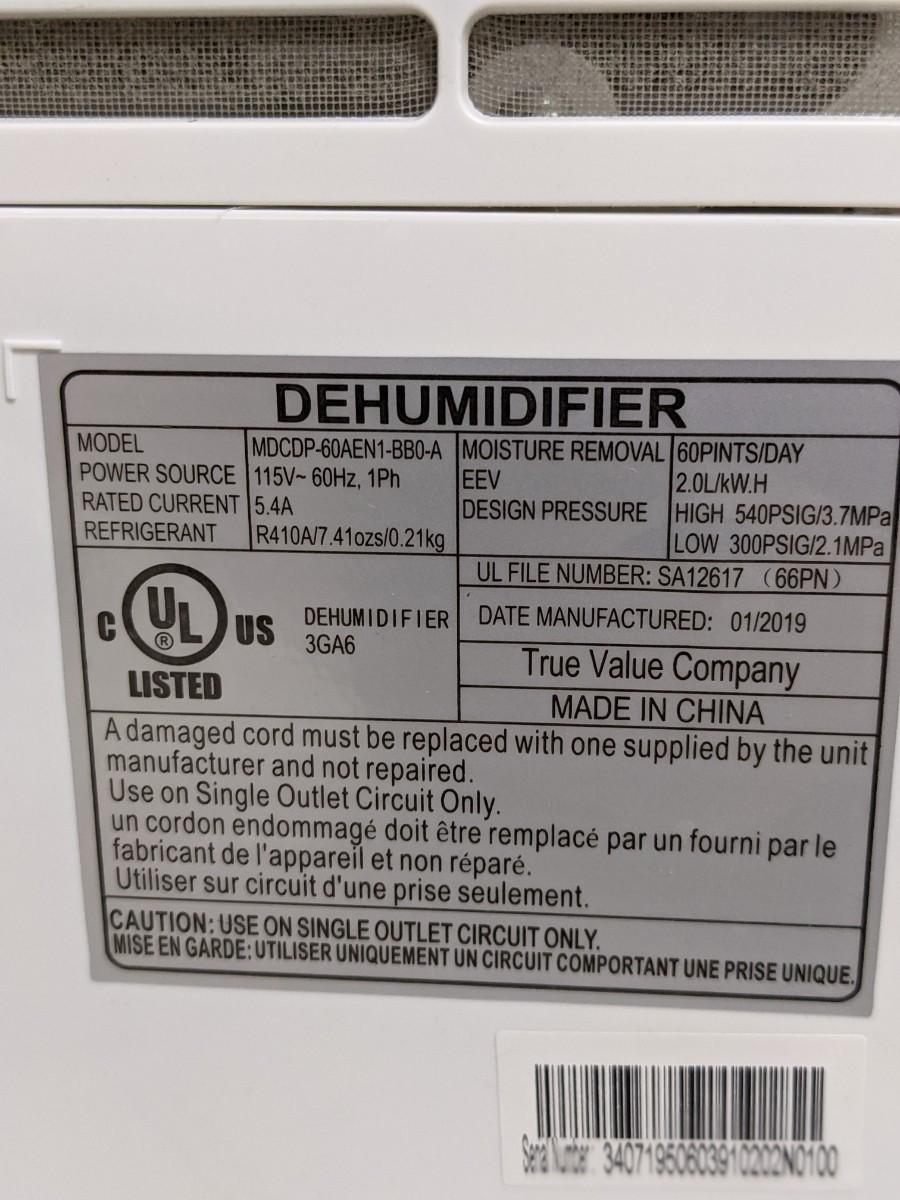 DEHUMIDIFIER
MODEL MDCDP-60AEN1-BB0-A MOISTURE REMOVAL 60PINTS/DAY
POWER SOURCE 115V~ 60Hz, 1Ph EEV 2.0L/kW.H
RATED CURRENT 5.4A DESIGN PRESSURE HIGH 540PSIG/3.7MPa
REFRIGERANT R410A/7.41ozs/0.21kg LOW 300PSIG/2.1MPa
UL FILE NUMBER: SA12617 (66PN)
C UL ® US
LISTED
DEHUMIDIFIER
3GA6
DATE MANUFACTURED: 01/2019
True Value Company
MADE IN CHINA
A damaged cord must be replaced with one supplied by the unit
manufacturer and not repaired.
Use on Single Outlet Circuit Only.
un cordon endommagé doit être remplacé par un fourni par le
fabricant de l'appareil et non réparé.
Utiliser sur circuit d'une prise seulement.
CAUTION: USE ON SINGLE OUTLET CIRCUIT ONLY.
MISE EN GARDE: UTILISER UNIQUEMENT UN CIRCUIT COMPORTANT UNE PRISE UNIQUE.
Serial Number: 34071950603910202N0100